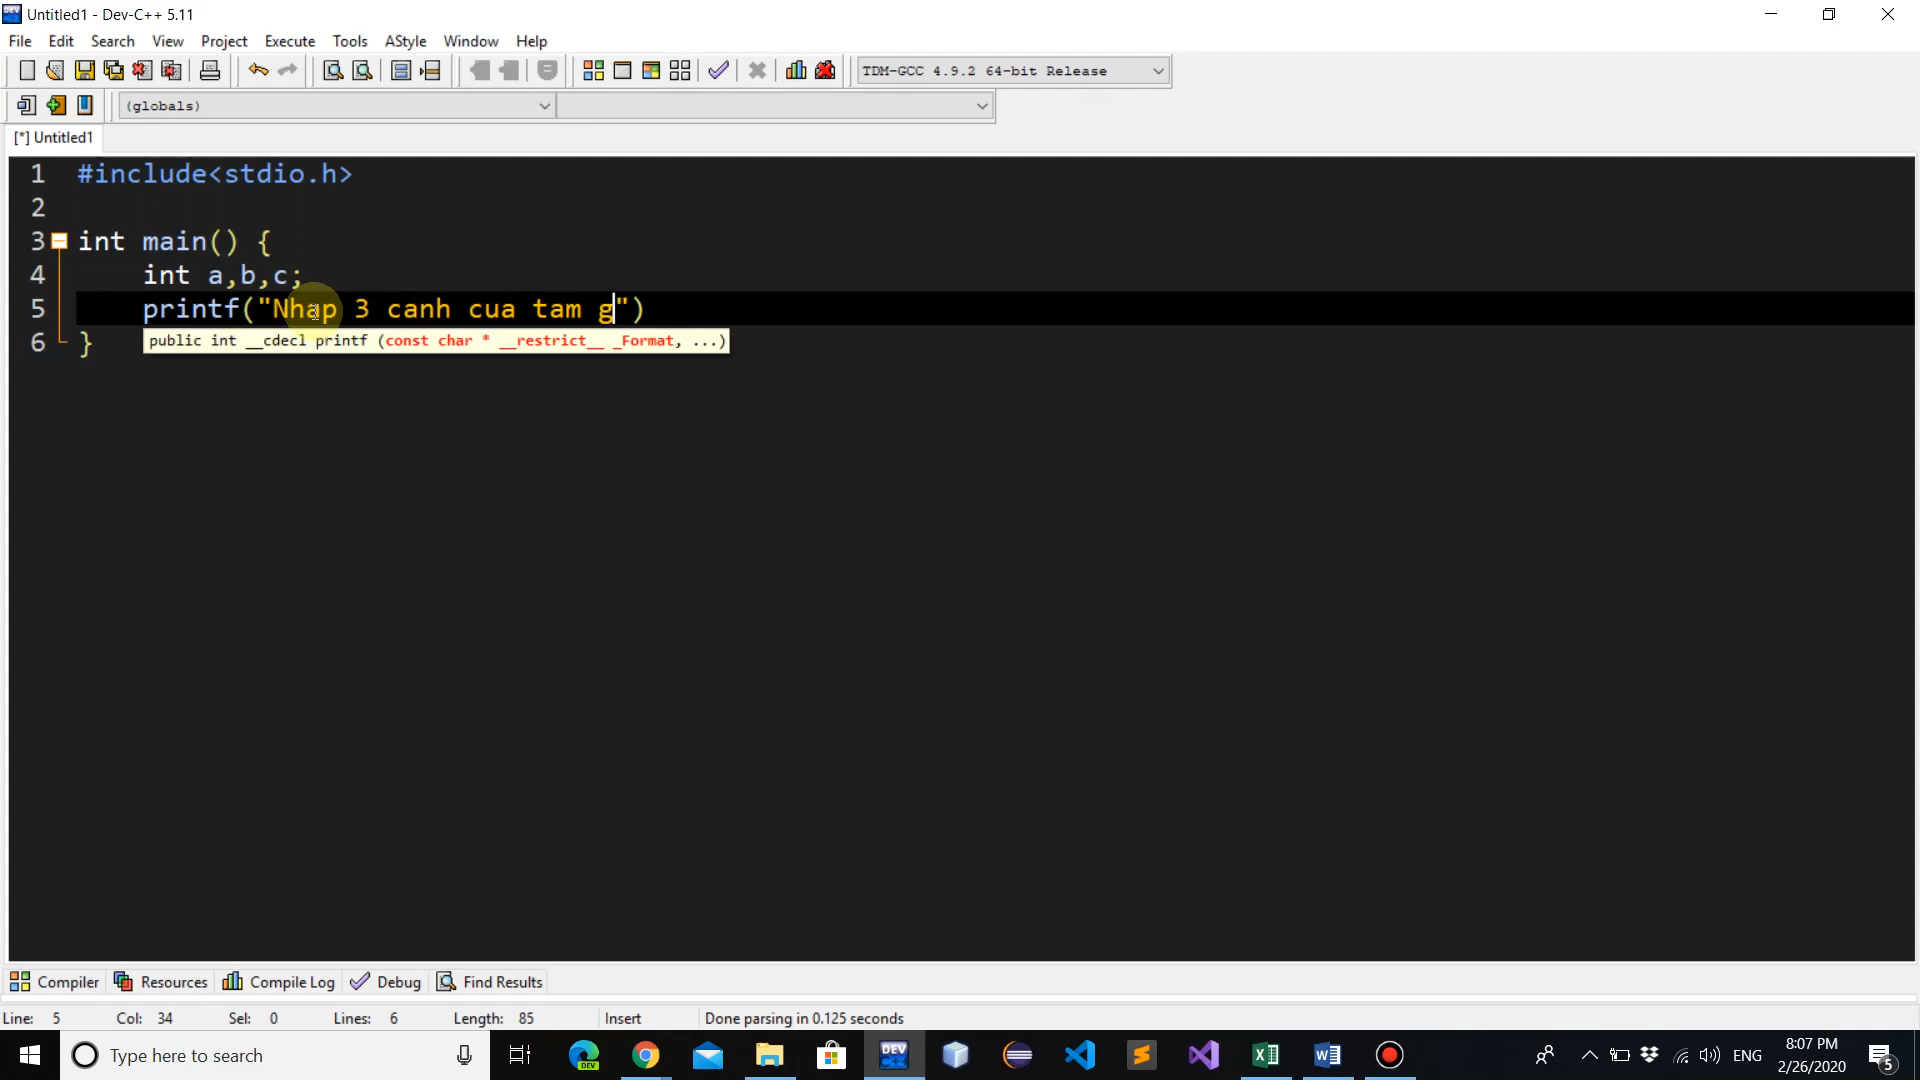 Untitled1 - Dev-C++ 5.11
File Edit Search View Project Execute Tools AStyle Window Help
TDM-GCC 4.9.2 64-bit Release
(globals)
[*] Untitled1
1 #include<stdio.h>
2
3 int main() {
4 int a,b,c;
5 printf("Nhap 3 canh cua tam g")
6 }
public int __cdecl printf (const char * __restrict__ _Format, ...)
Compiler Resources Compile Log Debug Find Results
Line: 5 Col: 34 Sel: 0 Lines: 6 Length: 85 Insert Done parsing in 0.125 seconds
Type here to search
DEV
DEV
ENG
8:07 PM
2/26/2020
5